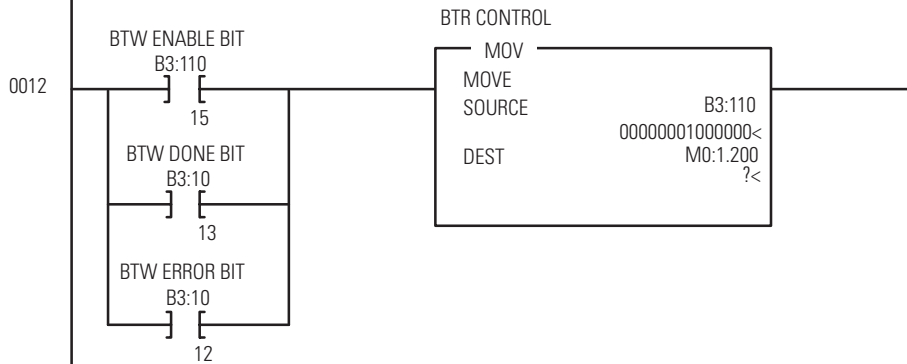 BTR CONTROL
BTW ENABLE BIT
B3:110
MOV
0012
MOVE
SOURCE B3:110
15
00000001000000<
BTW DONE BIT
DEST M0:1.200
B3:10
?<
13
BTW ERROR BIT
B3:10
12